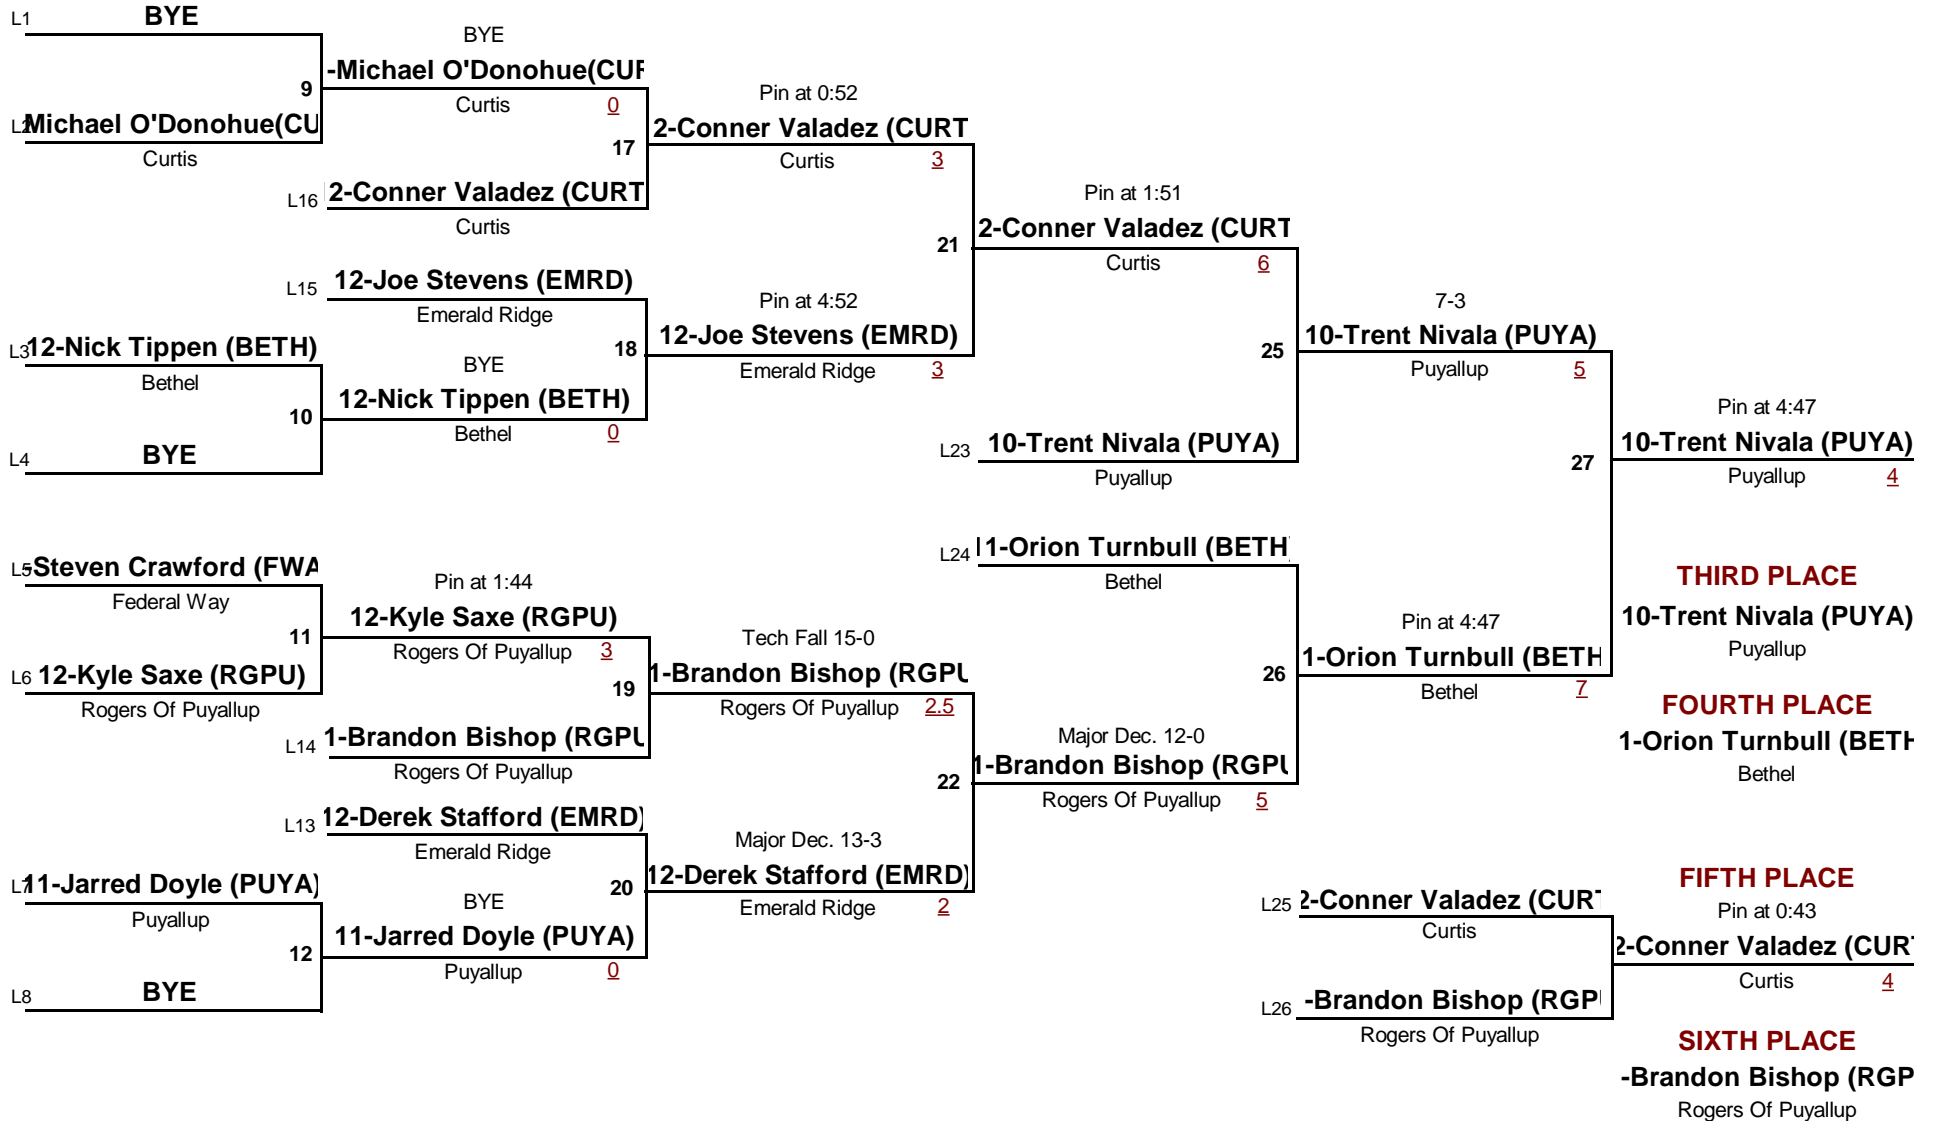 L1 BYE
BYE
9 -Michael O'Donohue(CUF
L2 Michael O'Donohue(CU
Curtis 0
Curtis
Pin at 0:52
17 2-Conner Valadez (CURT
Curtis 3
L16 2-Conner Valadez (CURT
Curtis
Pin at 1:51
21 2-Conner Valadez (CURT
Curtis 6
L15 12-Joe Stevens (EMRD)
Emerald Ridge
Pin at 4:52
18 12-Joe Stevens (EMRD)
Emerald Ridge 3
L3 12-Nick Tippen (BETH)
Bethel
BYE
10 12-Nick Tippen (BETH)
Bethel 0
L4 BYE
7-3
25 10-Trent Nivala (PUYA)
Puyallup 5
L23 10-Trent Nivala (PUYA)
Puyallup
Pin at 4:47
27 10-Trent Nivala (PUYA)
Puyallup 4
L5 -Steven Crawford (FWA
Federal Way
Pin at 1:44
11 12-Kyle Saxe (RGPU)
Rogers Of Puyallup 3
L6 12-Kyle Saxe (RGPU)
Rogers Of Puyallup
Tech Fall 15-0
19 1-Brandon Bishop (RGPU
Rogers Of Puyallup 2.5
L14 1-Brandon Bishop (RGPU
Rogers Of Puyallup
L24 11-Orion Turnbull (BETH
Bethel
Pin at 4:47
26 1-Orion Turnbull (BETH
Bethel 7
Major Dec. 12-0
22 1-Brandon Bishop (RGPU
Rogers Of Puyallup 5
L13 12-Derek Stafford (EMRD)
Emerald Ridge
Major Dec. 13-3
20 12-Derek Stafford (EMRD)
Emerald Ridge 2
L7 11-Jarred Doyle (PUYA)
Puyallup
BYE
12 11-Jarred Doyle (PUYA)
Puyallup 0
L8 BYE
THIRD PLACE
10-Trent Nivala (PUYA)
Puyallup
FOURTH PLACE
1-Orion Turnbull (BETH
Bethel
L25 2-Conner Valadez (CURT
Curtis
L26 -Brandon Bishop (RGP
Rogers Of Puyallup
FIFTH PLACE
Pin at 0:43
2-Conner Valadez (CUR
Curtis 4
SIXTH PLACE
-Brandon Bishop (RGP
Rogers Of Puyallup